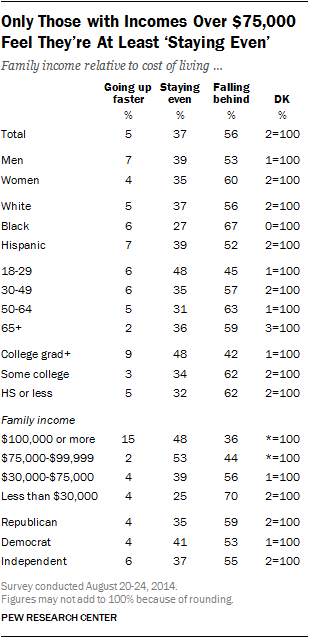 Only Those with Incomes Over $75,000
Feel They’re At Least ‘Staying Even’
Family income relative to cost of living ...
Going up faster Staying even Falling behind DK
% % % %
Total 5 37 56 2=100
Men 7 39 53 1=100
Women 4 35 60 2=100
White 5 37 56 2=100
Black 6 27 67 0=100
Hispanic 7 39 52 2=100
18-29 6 48 45 1=100
30-49 6 35 57 2=100
50-64 5 31 63 1=100
65+ 2 36 59 3=100
College grad+ 9 48 42 1=100
Some college 3 34 62 2=100
HS or less 5 32 62 2=100
Family income
$100,000 or more 15 48 36 *=100
$75,000-$99,999 2 53 44 *=100
$30,000-$75,000 4 39 56 1=100
Less than $30,000 4 25 70 2=100
Republican 4 35 59 2=100
Democrat 4 41 53 1=100
Independent 6 37 55 2=100
Survey conducted August 20-24, 2014.
Figures may not add to 100% because of rounding.
PEW RESEARCH CENTER